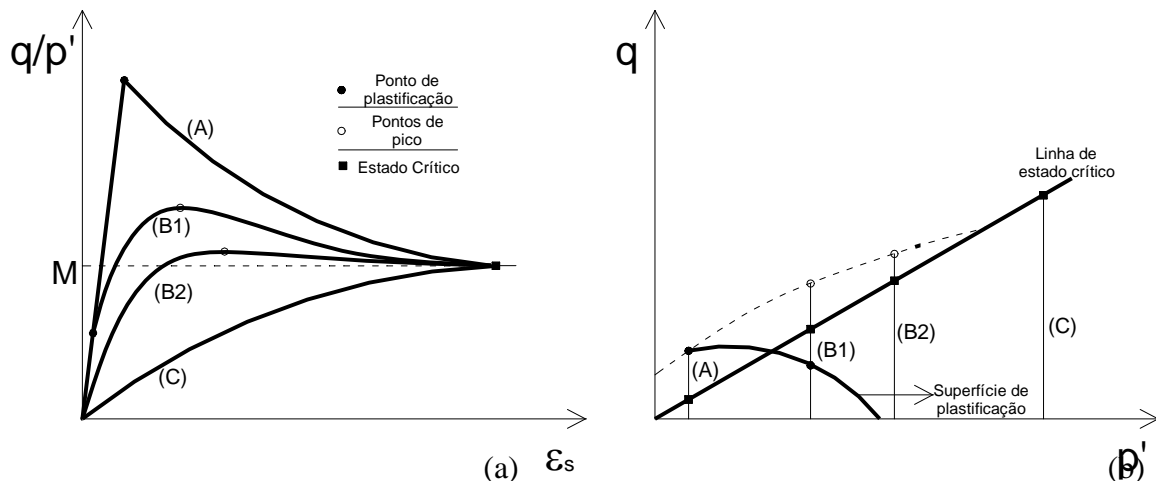 q/p'
Ponto de
plastificação
Pontos de
pico
Estado Crítico
(A)
(B1)
(B2)
(C)
M
(a)
εs
q
Linha de
estado crítico
(A)
(B1)
(B2)
(C)
Superfície de
plastificação
p'
(b)